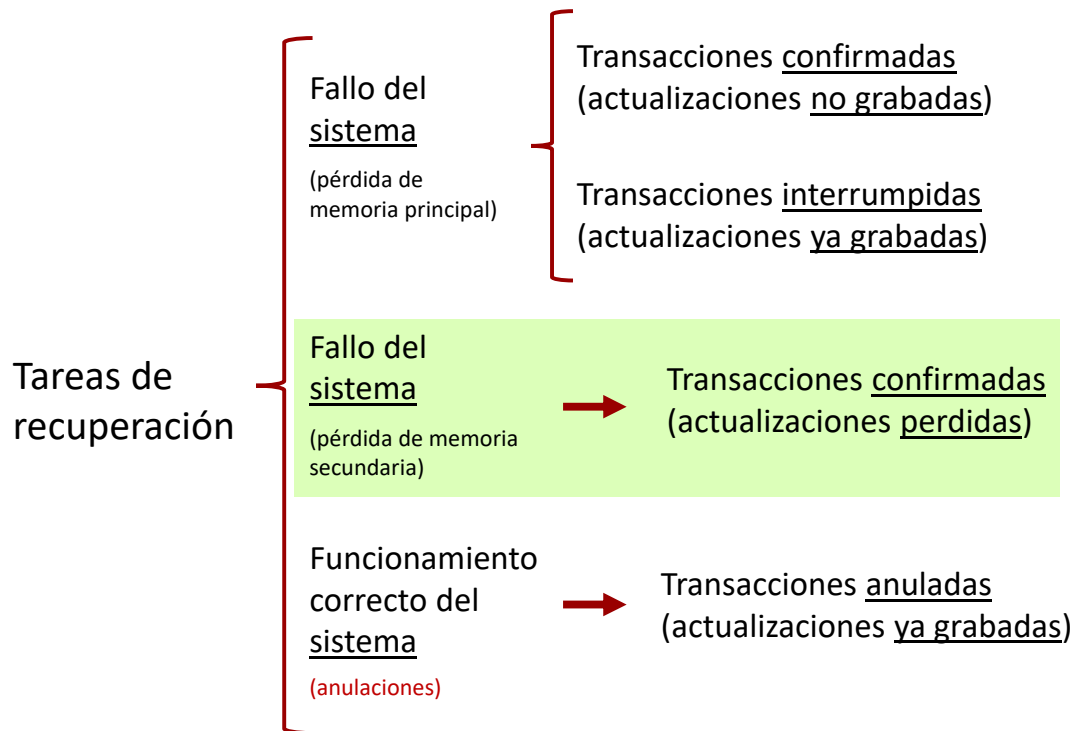 Tareas de
recuperación
Fallo del
sistema
(pérdida de
memoria principal)
Transacciones confirmadas
(actualizaciones no grabadas)
Transacciones interrumpidas
(actualizaciones ya grabadas)
Fallo del
sistema
(pérdida de memoria
secundaria)
Transacciones confirmadas
(actualizaciones perdidas)
Funcionamiento
correcto del
sistema
(anulaciones)
Transacciones anuladas
(actualizaciones ya grabadas)